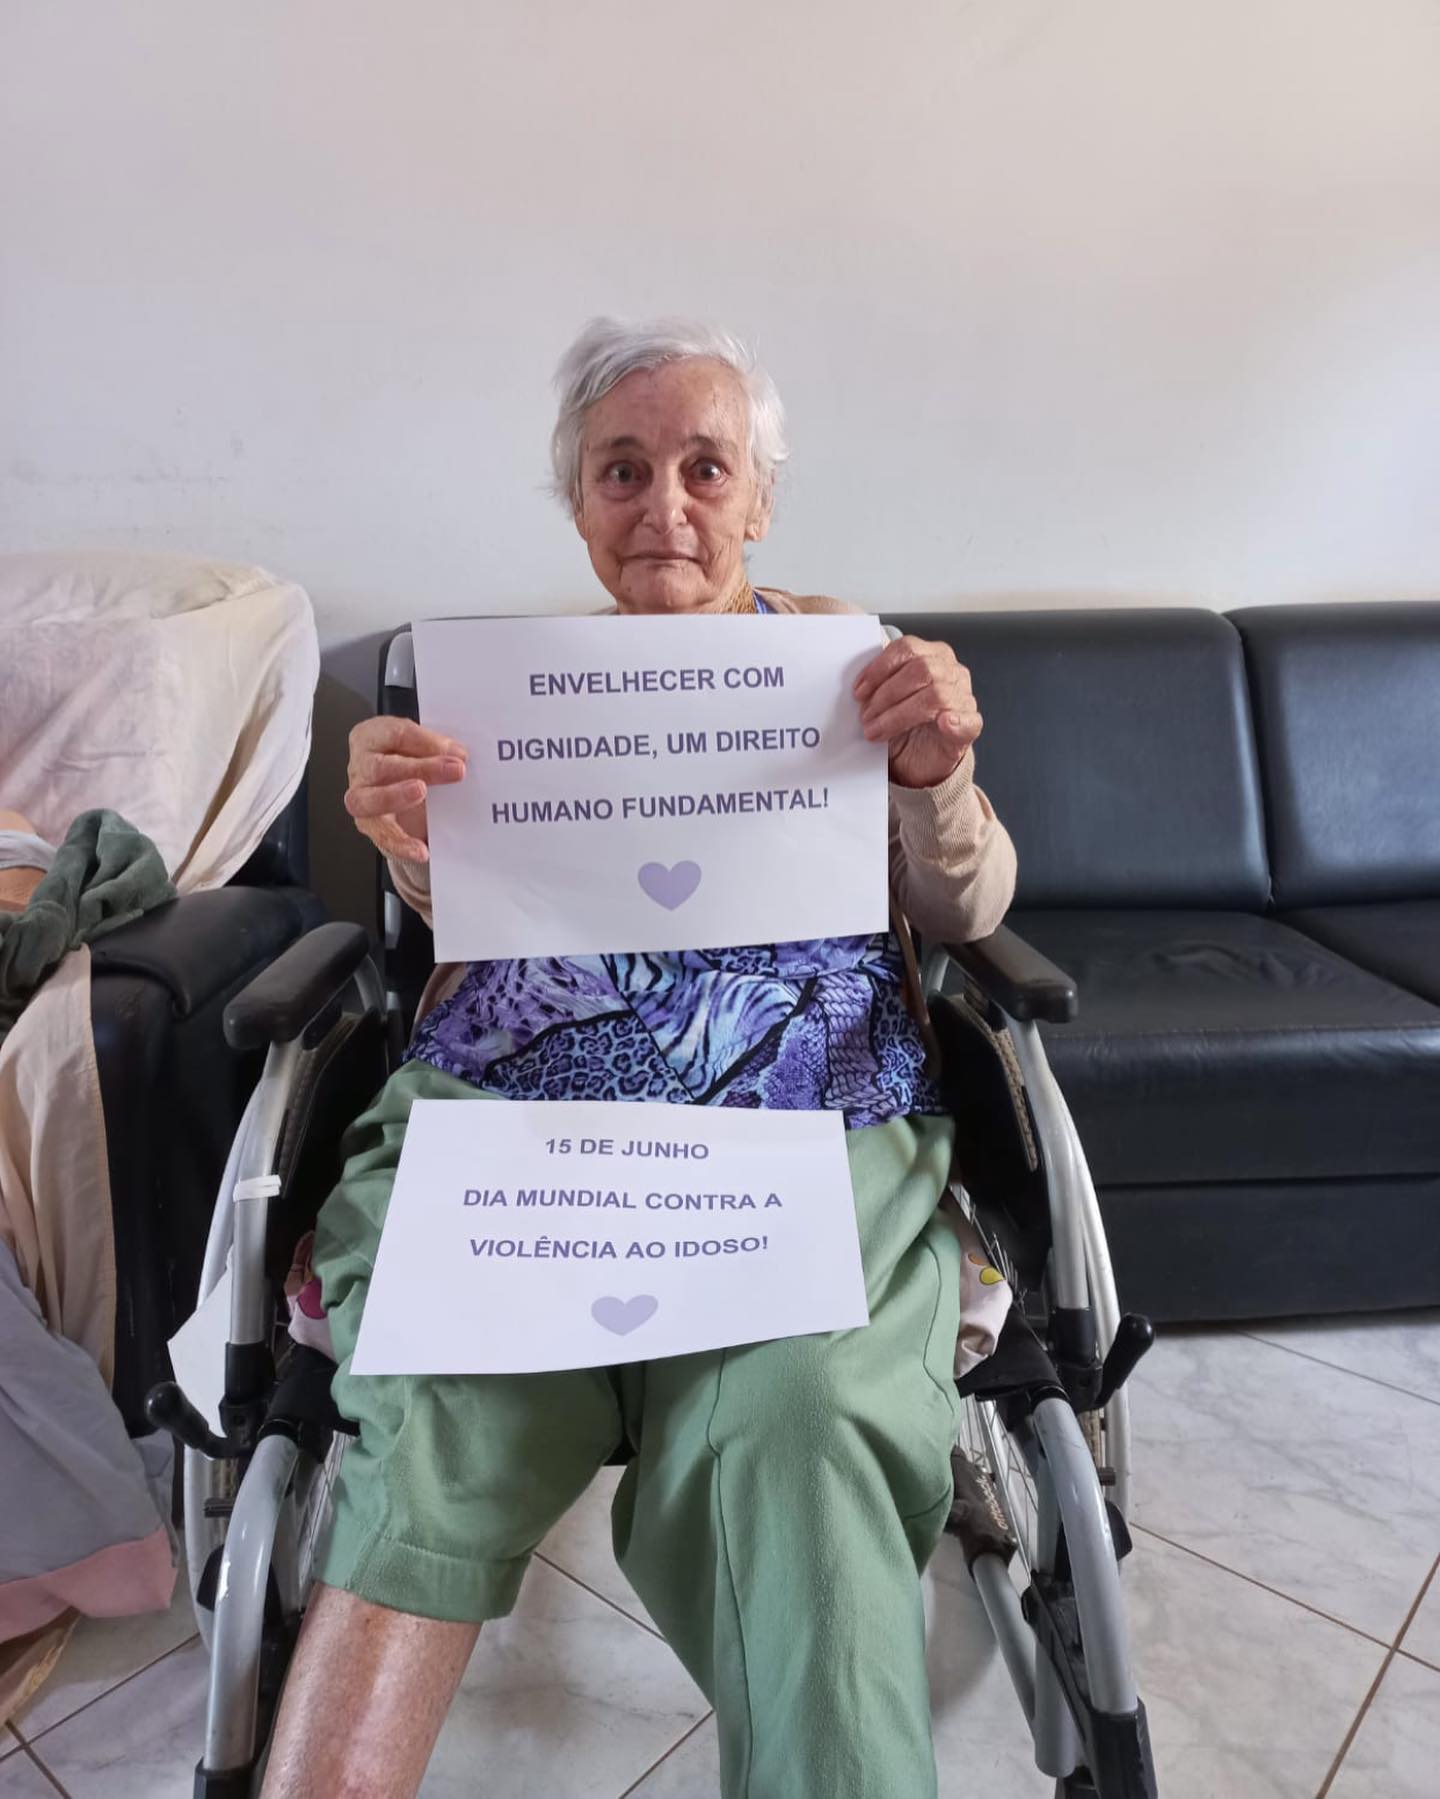 ENVELHECER COM
DIGNIDADE, UM DIREITO
HUMANO FUNDAMENTAL!
15 DE JUNHO
DIA MUNDIAL CONTRA A
VIOLÊNCIA AO IDOSO!